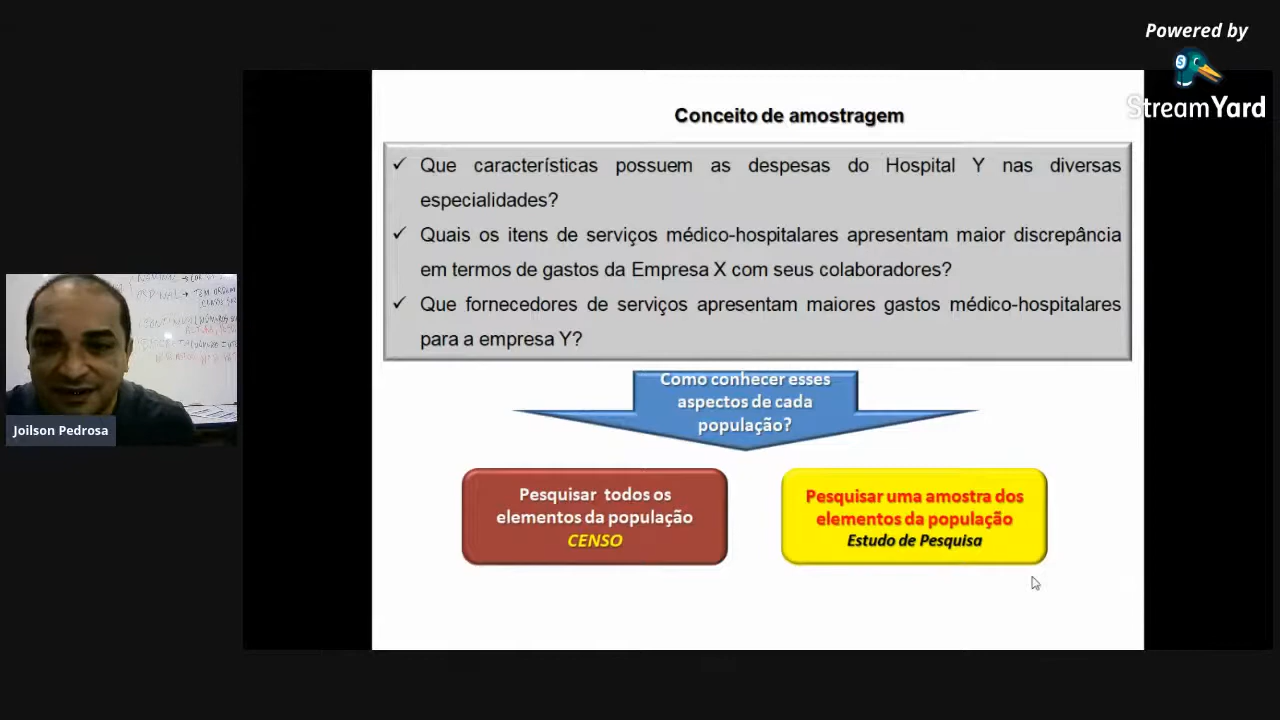 Powered by
StreamYard
Conceito de amostragem
✓ Que características possuem as despesas do Hospital Y nas diversas
especialidades?
✓ Quais os itens de serviços médico-hospitalares apresentam maior discrepância
em termos de gastos da Empresa X com seus colaboradores?
✓ Que fornecedores de serviços apresentam maiores gastos médico-hospitalares
para a empresa Y?
Como conhecer esses
aspectos de cada
população?
Pesquisar todos os
elementos da população
CENSO
Pesquisar uma amostra dos
elementos da população
Estudo de Pesquisa
Joilson Pedrosa